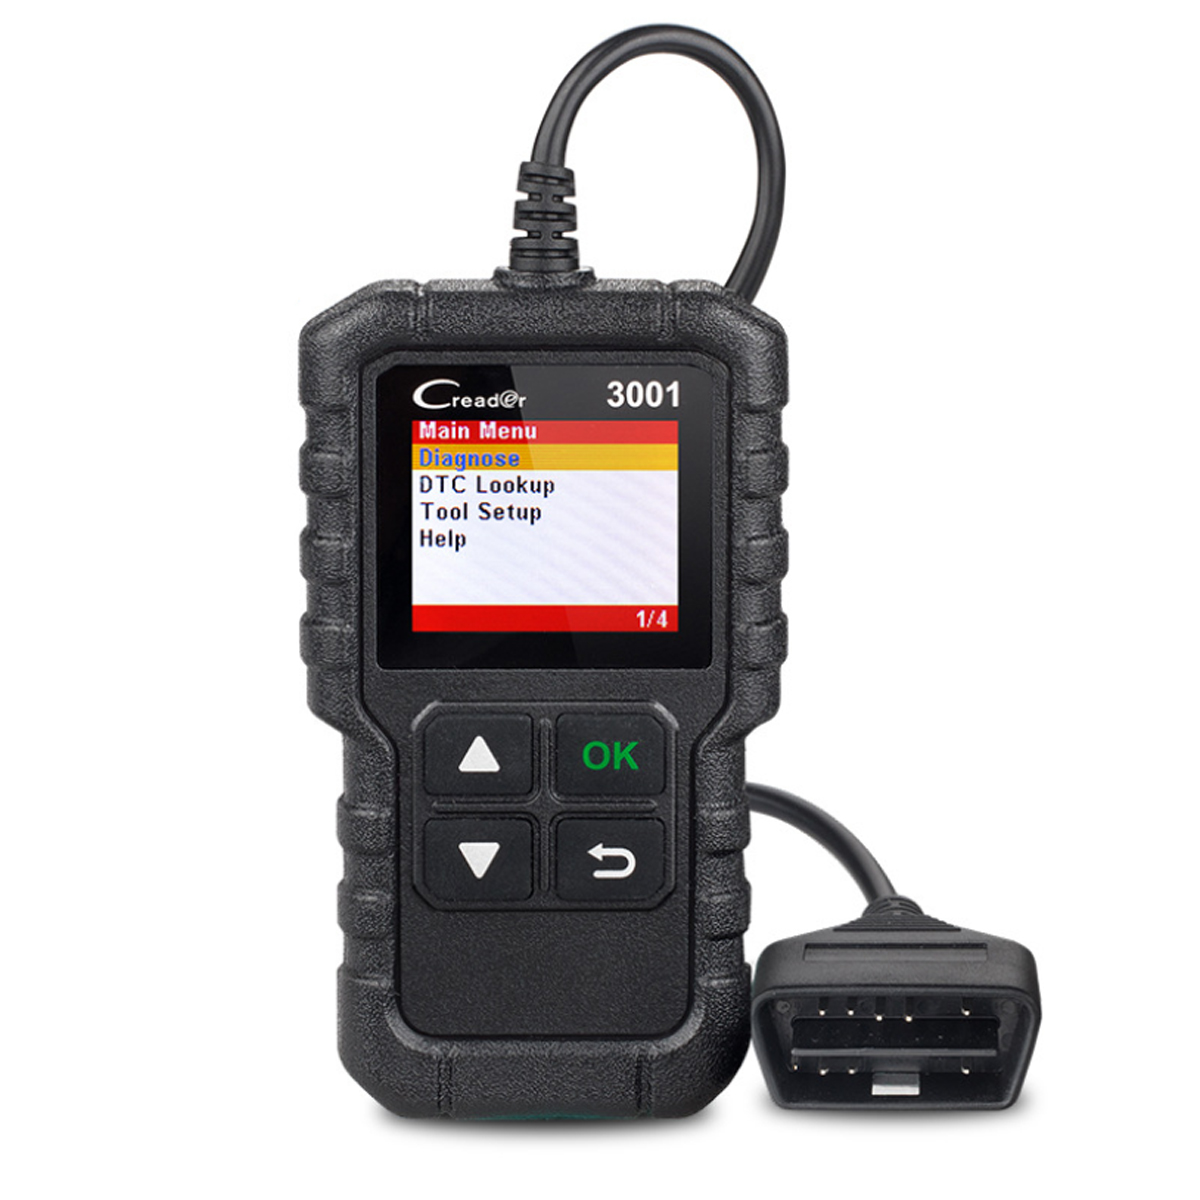 Creader 3001
Main Menu
Diagnose
DTC Lookup
Tool Setup
Help
1/4
OK